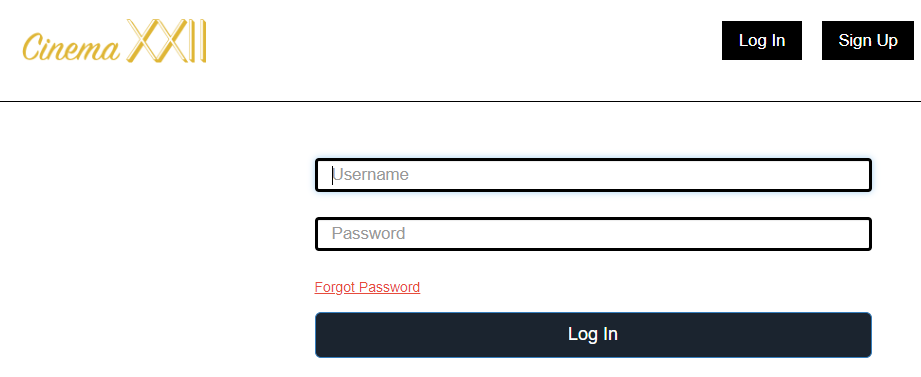 Cinema XXII
Log In
Sign Up
Username
Password
Forgot Password
Log In